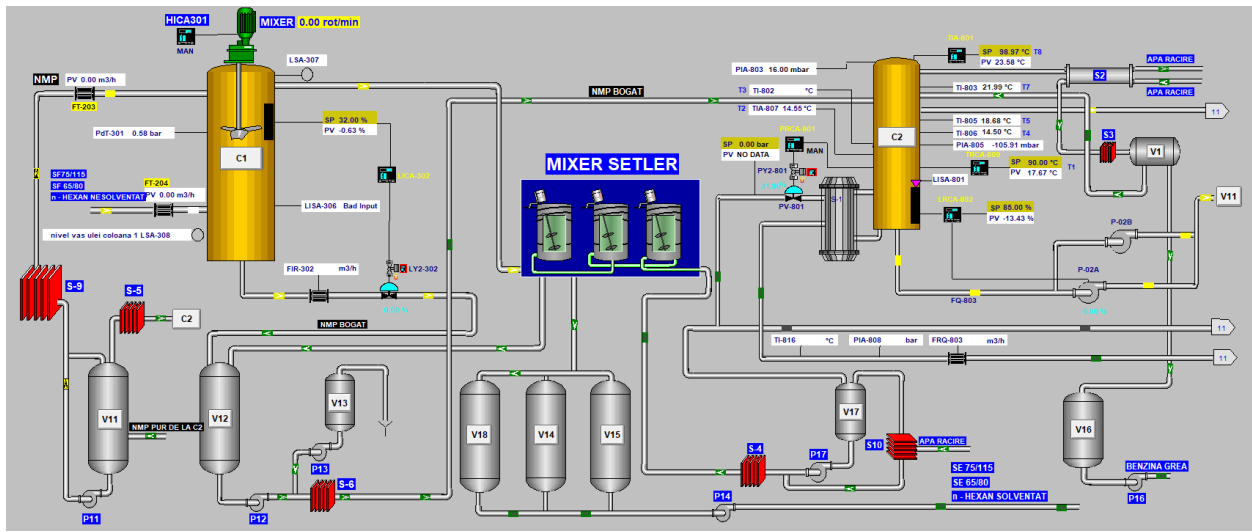 HICA301
MIXER 0.00 rot/min
MAN
LSA-307
NMP
PV 0.00 m3/h
FT-203
PdT-301 0.58 bar
SP 32.00 %
PV -0.63 %
C1
LICA-302
SF75/115
SF 65/80
n - HEXAN NESOLVENTAT
FT-204
PV 0.00 m3/h
LISA-306 Bad Input
nivel vas ulei coloana 1 LSA-308
FIR-302 m3/h
LY2-302
NMP BOGAT
S-9
S-5
C2
V11
NMP PUR DE LA C2
P11
V12
P12
V13
P13
S-6
NMP BOGAT
MIXER SETLER
V18
V14
V15
P14
TIA-801
SP 98.97 °C T8
PV 23.58 °C
PIA-803 16.00 mbar
T3 TI-802 °C
T2 TIA-807 14.55 °C
TI-803 21.99 °C T7
TI-805 18.68 °C T5
TI-806 14.50 °C T4
PIA-805 -105.91 mbar
C2
APA RACIRE
S2
APA RACIRE
11
S3
V1
PRCA-801
SP 0.00 bar
PV NO DATA
MAN
PY2-801
PV-801
S-1
SP 90.00 °C
PV 17.67 °C
T1
LISA-801
LRCA-802
SP 85.00 %
PV -13.43 %
V11
P-02B
P-02A
FQ-803
11
TI-816 °C
PIA-808 bar
FRQ-803 m3/h
11
V17
S-4
P17
S10
APA RACIRE
V16
BENZINA GREA
P16
SE 75/115
SE 65/80
n - HEXAN SOLVENTAT